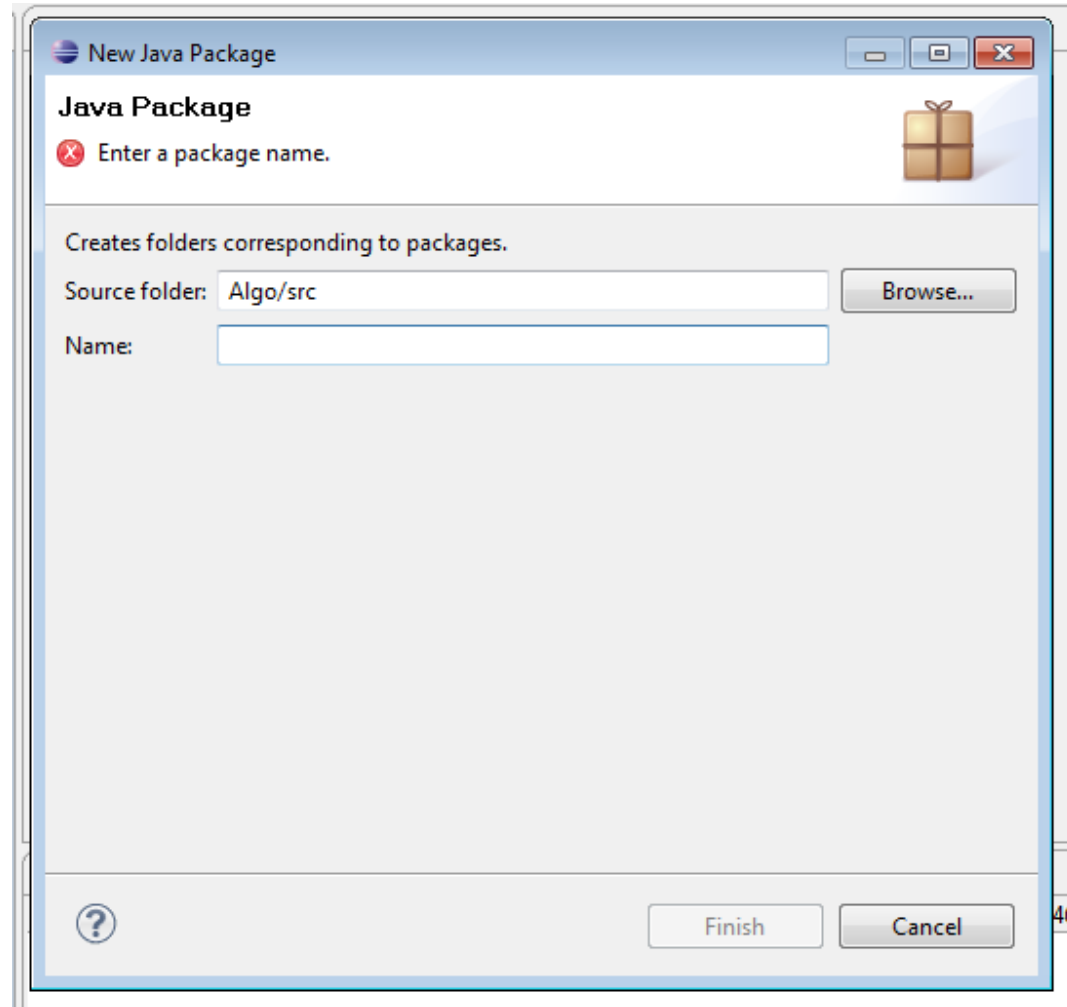 New Java Package
Java Package
Enter a package name.
Creates folders corresponding to packages.
Source folder: Algo/src Browse...
Name:
? Finish Cancel